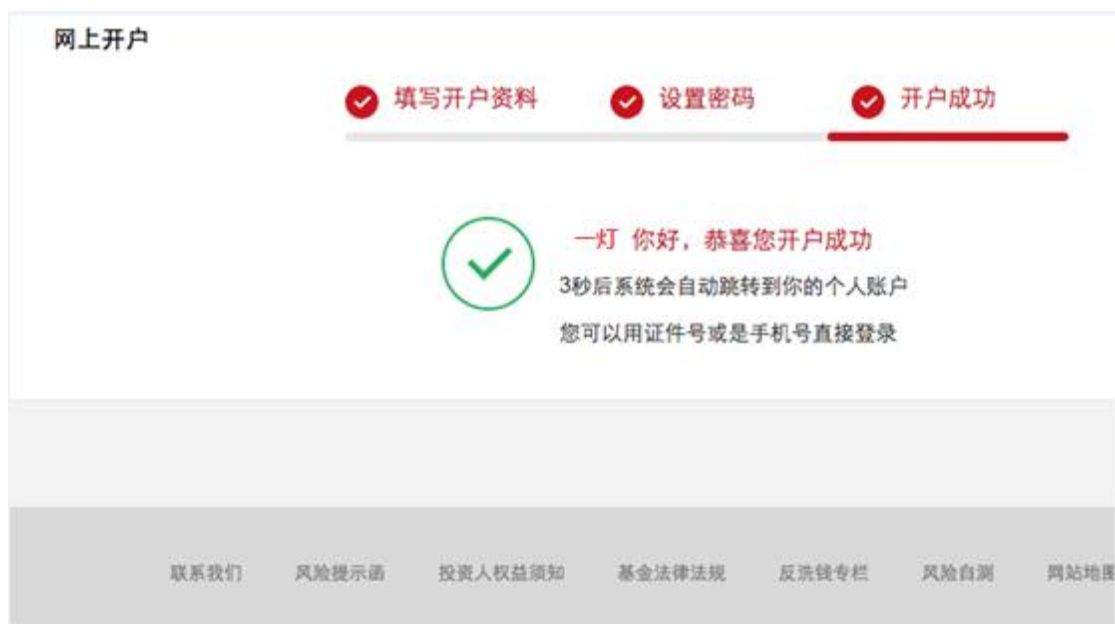 网上开户
填写开户资料 设置密码 开户成功
一灯 你好，恭喜您开户成功
3秒后系统会自动跳转到你的个人账户
您可以用证件号或是手机号直接登录
联系我们 风险提示函 投资人权益须知 基金法律法规 反洗钱专栏 风险自测 网站地图